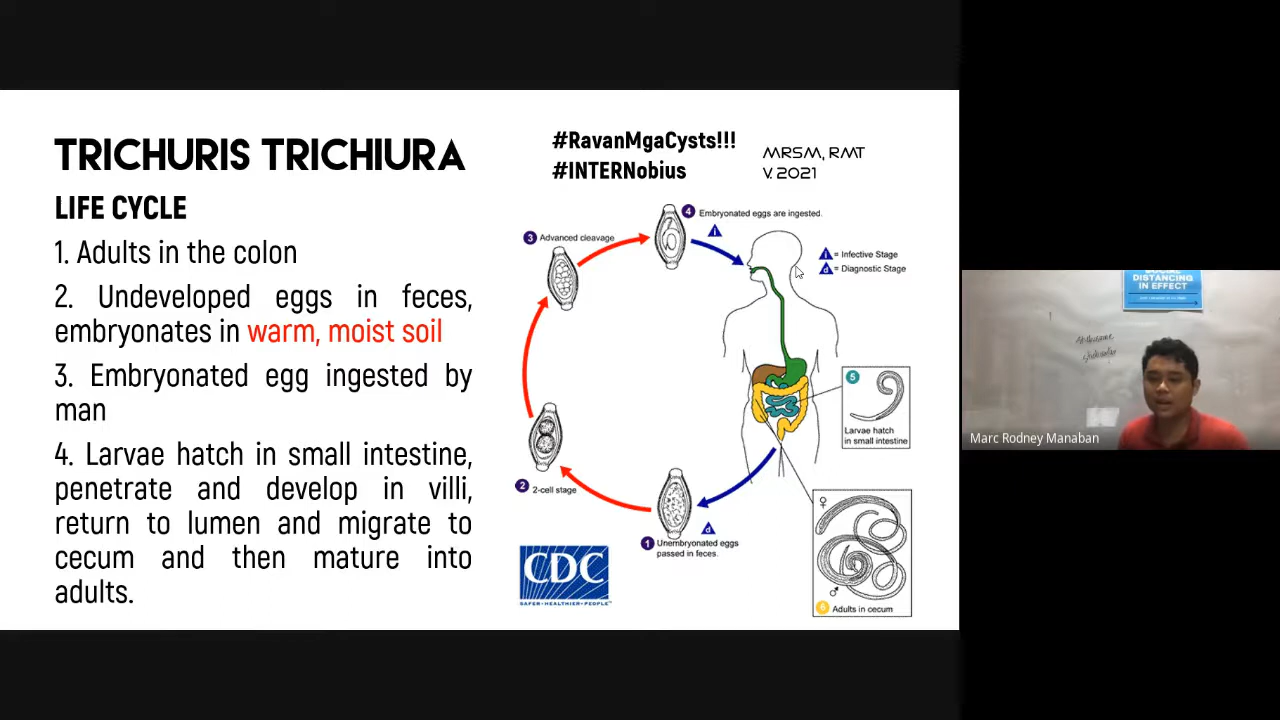 TRICHURIS TRICHIURA
#RavanMgaCysts!!!
#INTERNobius
MRSM, RMT
V. 2021
LIFE CYCLE
1. Adults in the colon
2. Undeveloped eggs in feces,
embryonates in warm, moist soil
3. Embryonated egg ingested by
man
4. Larvae hatch in small intestine,
penetrate and develop in villi,
return to lumen and migrate to
cecum and then mature into
adults.
4 Embryonated eggs are ingested.
3 Advanced cleavage
i
i = Infective Stage
d = Diagnostic Stage
5
Larvae hatch
in small intestine
2 2-cell stage
d
1 Unembryonated eggs
passed in feces.
♀
♂
6 Adults in cecum
CDC
SAFER·HEALTHIER·PEOPLE™
DISTANCING
IN EFFECT
Marc Rodney Manaban